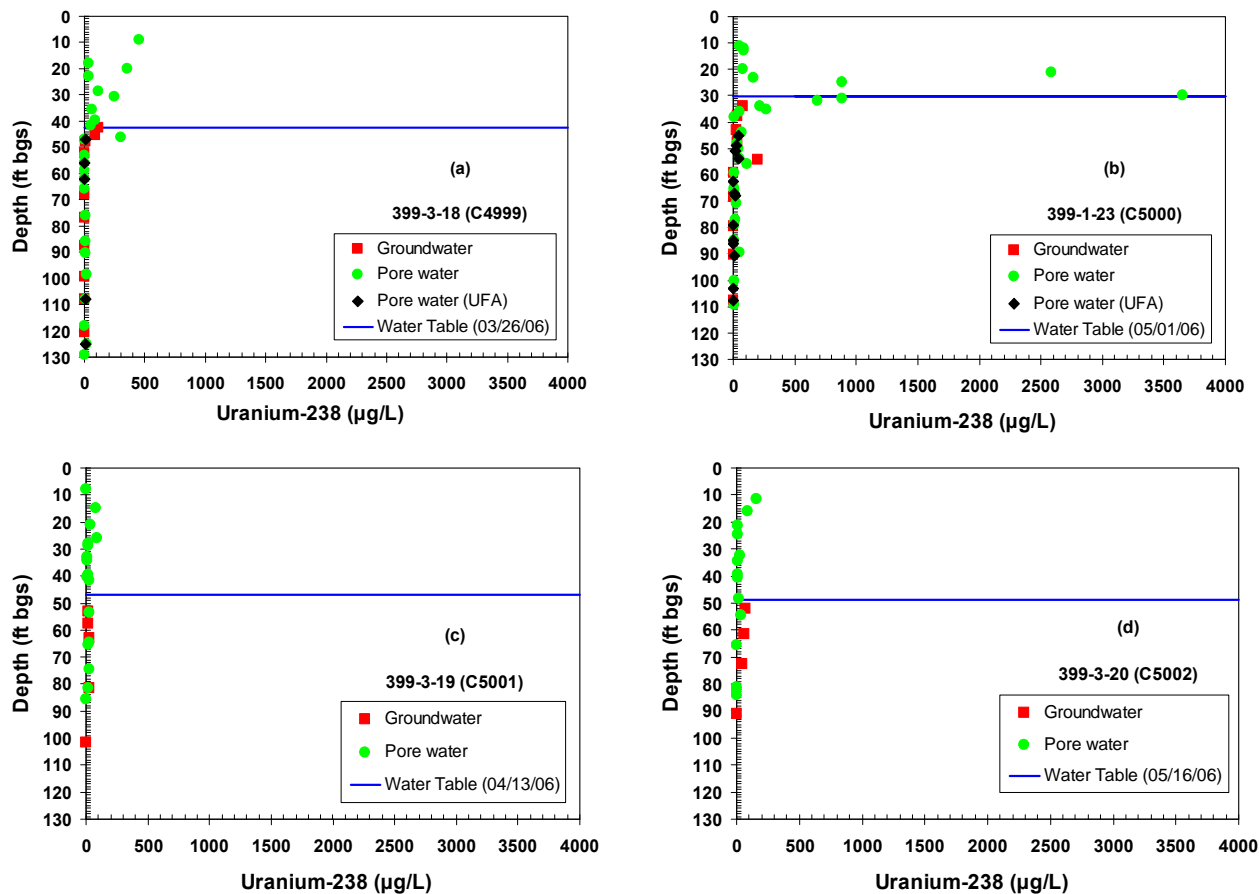 0
10
20
30
40
50
60
70
80
90
100
110
120
130
Depth (ft bgs)
(a)
399-3-18 (C4999)
Groundwater
Pore water
Pore water (UFA)
Water Table (03/26/06)
0 500 1000 1500 2000 2500 3000 3500 4000
Uranium-238 (µg/L)
0
10
20
30
40
50
60
70
80
90
100
110
120
130
Depth (ft bgs)
(b)
399-1-23 (C5000)
Groundwater
Pore water
Pore water (UFA)
Water Table (05/01/06)
0 500 1000 1500 2000 2500 3000 3500 4000
Uranium-238 (µg/L)
0
10
20
30
40
50
60
70
80
90
100
110
120
130
Depth (ft bgs)
(c)
399-3-19 (C5001)
Groundwater
Pore water
Water Table (04/13/06)
0 500 1000 1500 2000 2500 3000 3500 4000
Uranium-238 (µg/L)
0
10
20
30
40
50
60
70
80
90
100
110
120
130
Depth (ft bgs)
(d)
399-3-20 (C5002)
Groundwater
Pore water
Water Table (05/16/06)
0 500 1000 1500 2000 2500 3000 3500 4000
Uranium-238 (µg/L)